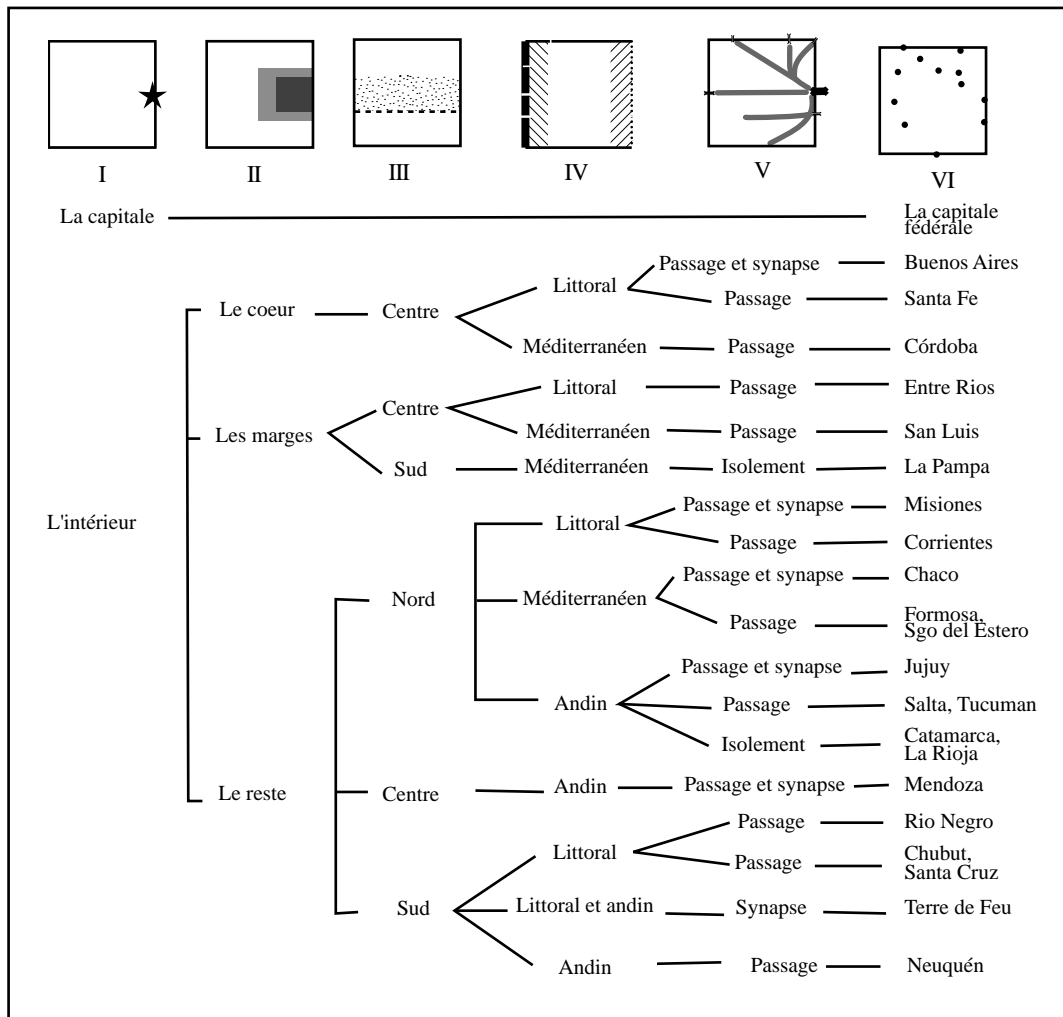 I II III IV V VI
La capitale
La capitale
fédérale
Passage et synapse Buenos Aires
Littoral
Passage Santa Fe
Le coeur Centre
Méditerranéen Passage Córdoba
Littoral Passage Entre Rios
Centre
Les marges
Méditerranéen Passage San Luis
Sud Méditerranéen Isolement La Pampa
Passage et synapse Misiones
L'intérieur
Littoral
Passage Corrientes
Passage et synapse Chaco
Nord Méditerranéen
Passage Formosa,
Sgo del Estero
Passage et synapse Jujuy
Andin Passage Salta, Tucuman
Isolement Catamarca,
La Rioja
Le reste Centre Andin Passage et synapse Mendoza
Passage Rio Negro
Littoral
Passage Chubut,
Santa Cruz
Sud Littoral et andin Synapse Terre de Feu
Andin Passage Neuquén